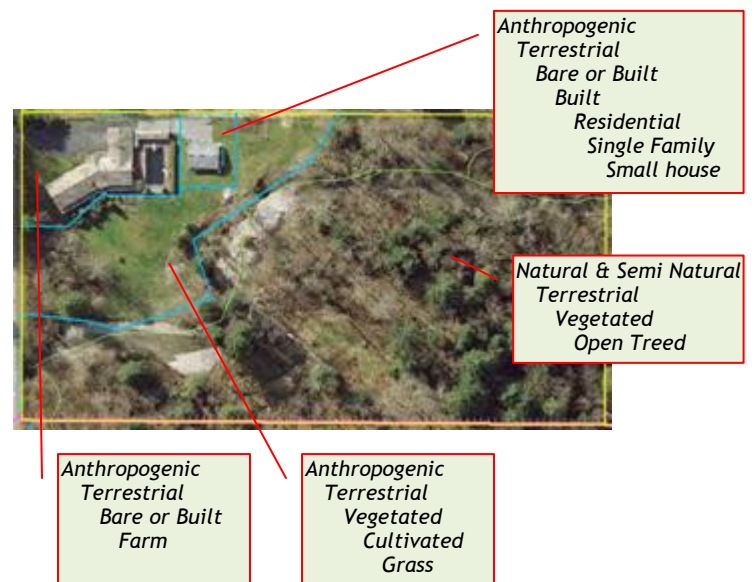 Anthropogenic
Terrestrial
Bare or Built
Built
Residential
Single Family
Small house
Natural & Semi Natural
Terrestrial
Vegetated
Open Treed
Anthropogenic
Terrestrial
Bare or Built
Farm
Anthropogenic
Terrestrial
Vegetated
Cultivated
Grass